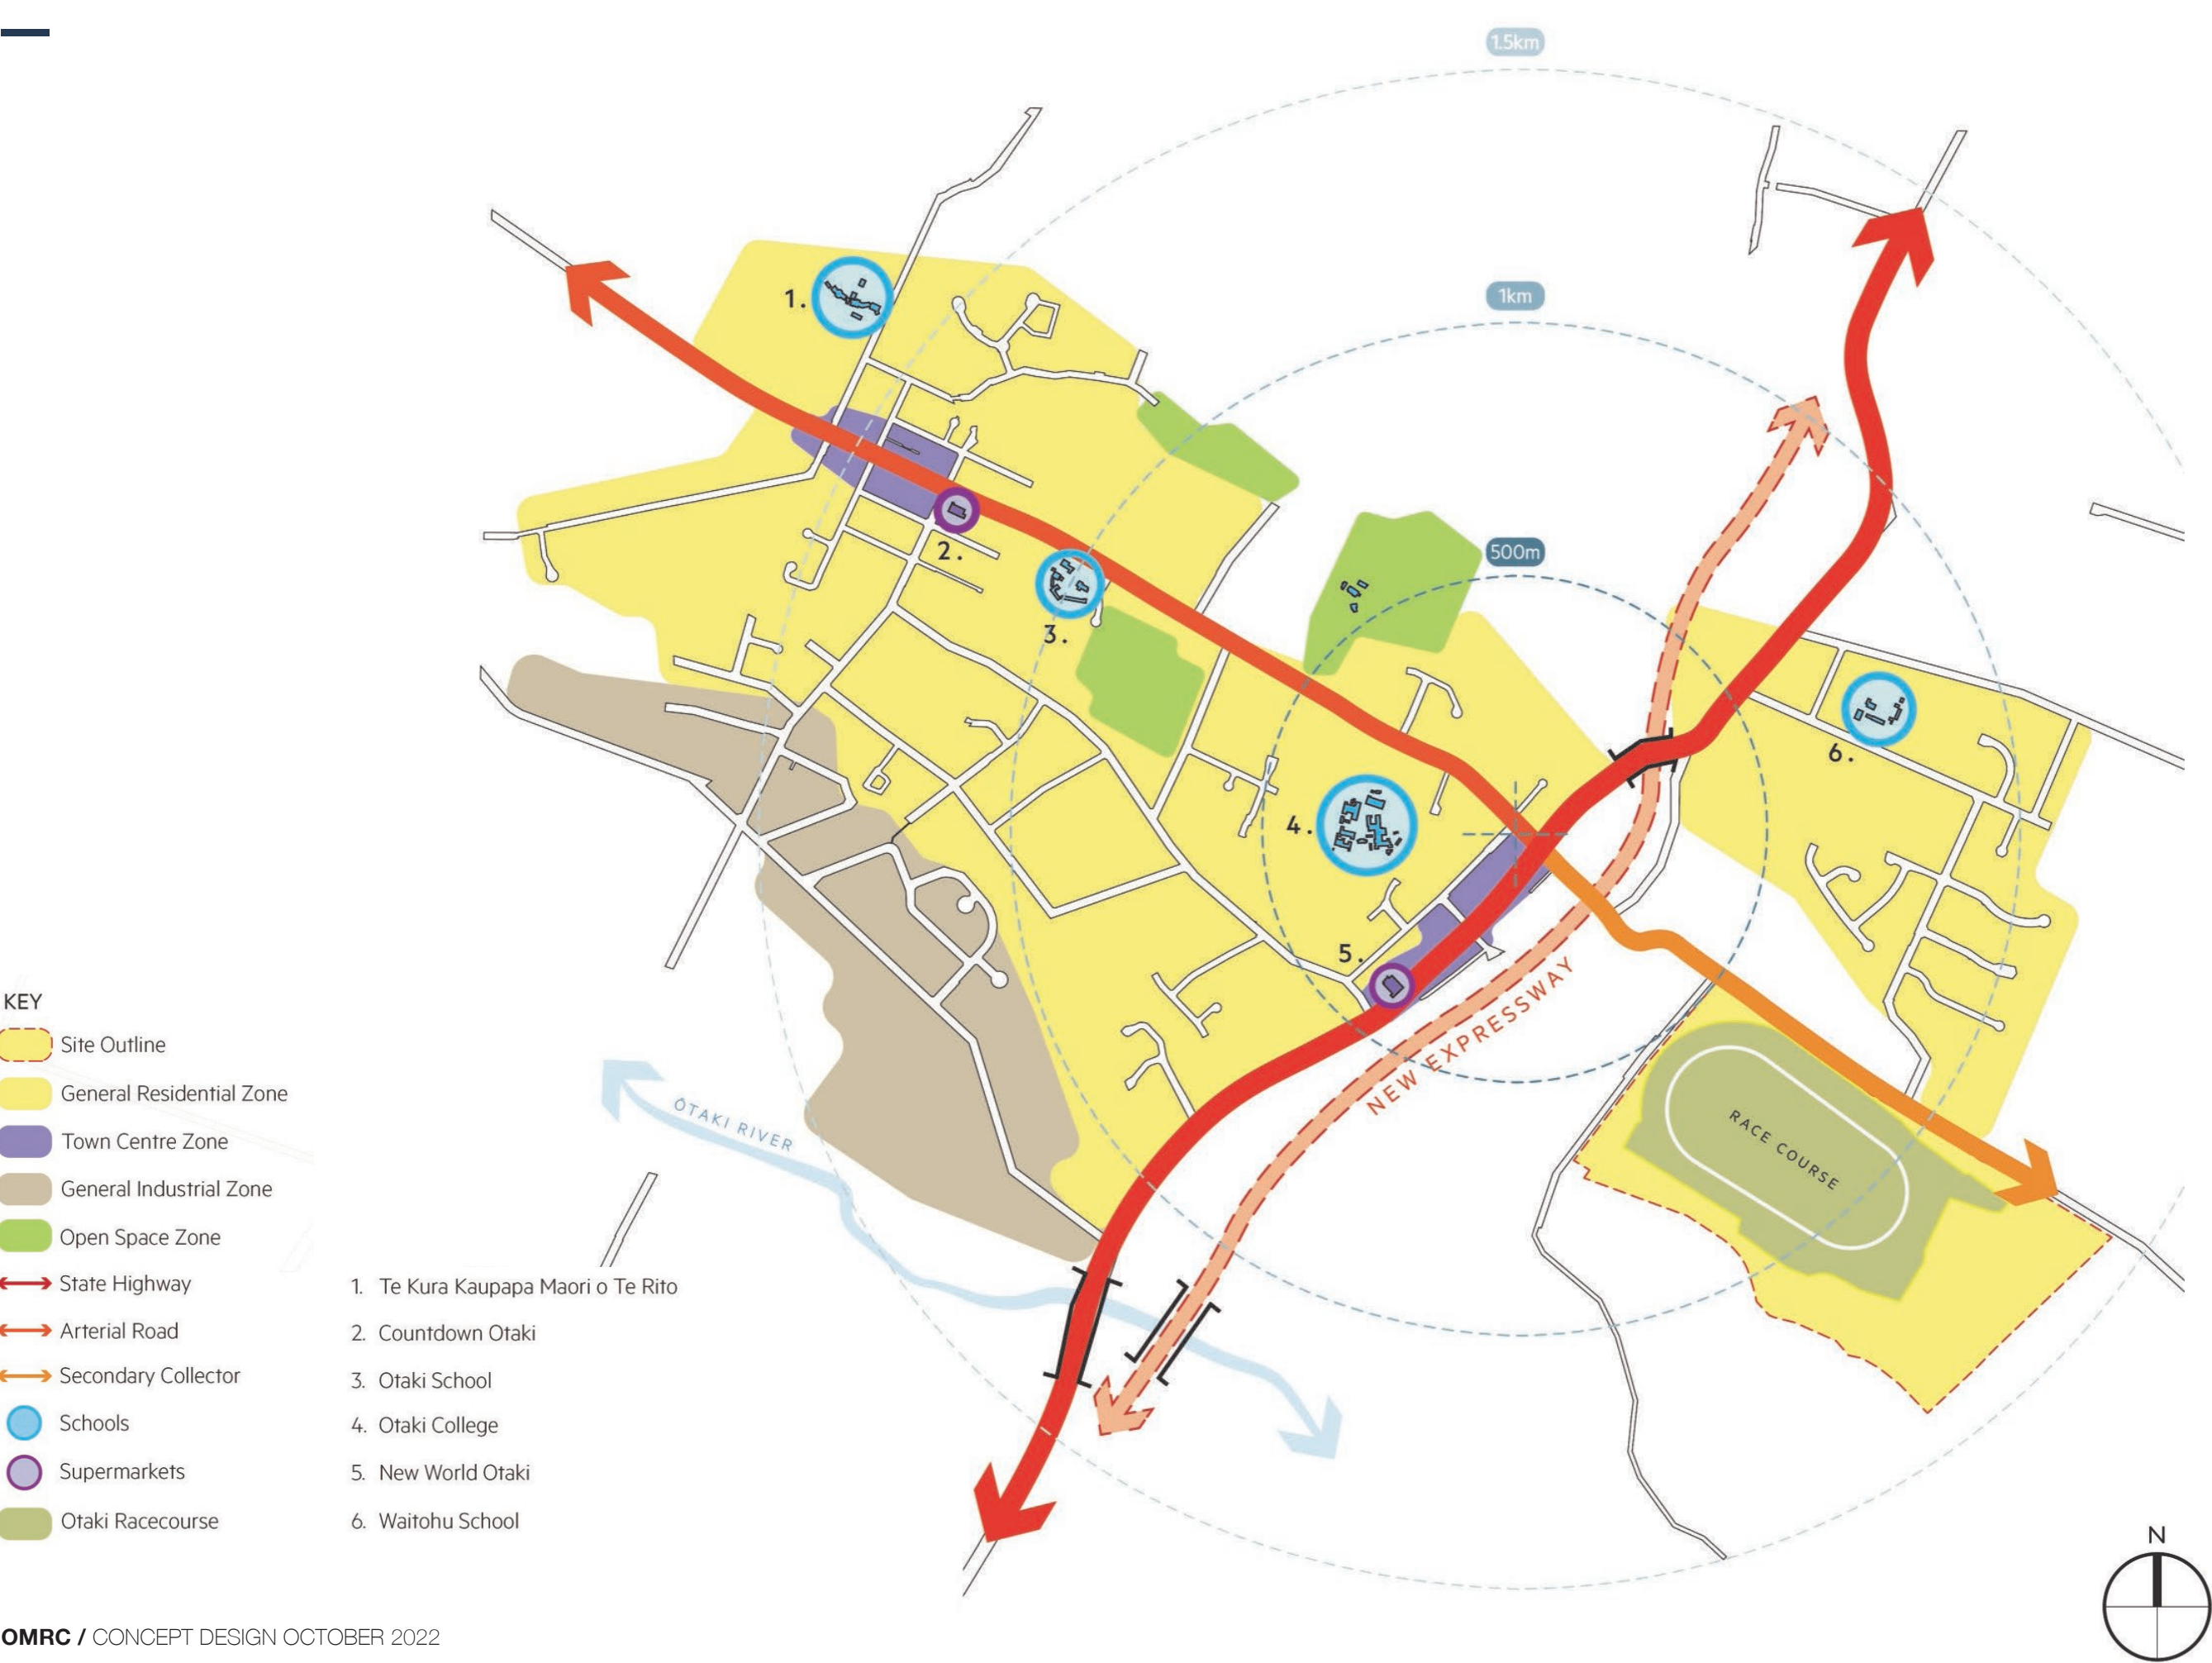 1.5km
1km
500m
1.
2.
3.
4.
5.
6.
NEW EXPRESSWAY
RACE COURSE
ŌTAKI RIVER
KEY
Site Outline
General Residential Zone
Town Centre Zone
General Industrial Zone
Open Space Zone
State Highway
Arterial Road
Secondary Collector
Schools
Supermarkets
Otaki Racecourse
1. Te Kura Kaupapa Maori o Te Rito
2. Countdown Otaki
3. Otaki School
4. Otaki College
5. New World Otaki
6. Waitohu School
N
OMRC / CONCEPT DESIGN OCTOBER 2022